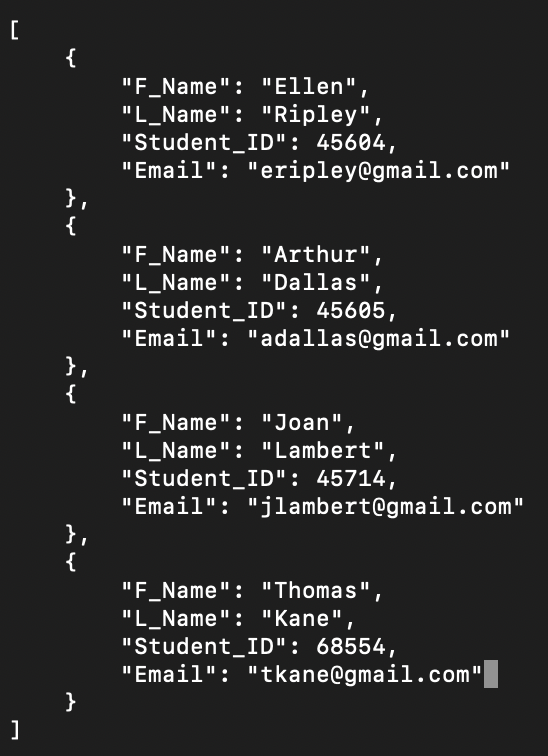 [
    {
        "F_Name": "Ellen",
        "L_Name": "Ripley",
        "Student_ID": 45604,
        "Email": "eripley@gmail.com"
    },
    {
        "F_Name": "Arthur",
        "L_Name": "Dallas",
        "Student_ID": 45605,
        "Email": "adallas@gmail.com"
    },
    {
        "F_Name": "Joan",
        "L_Name": "Lambert",
        "Student_ID": 45714,
        "Email": "jlambert@gmail.com"
    },
    {
        "F_Name": "Thomas",
        "L_Name": "Kane",
        "Student_ID": 68554,
        "Email": "tkane@gmail.com"
    }
]